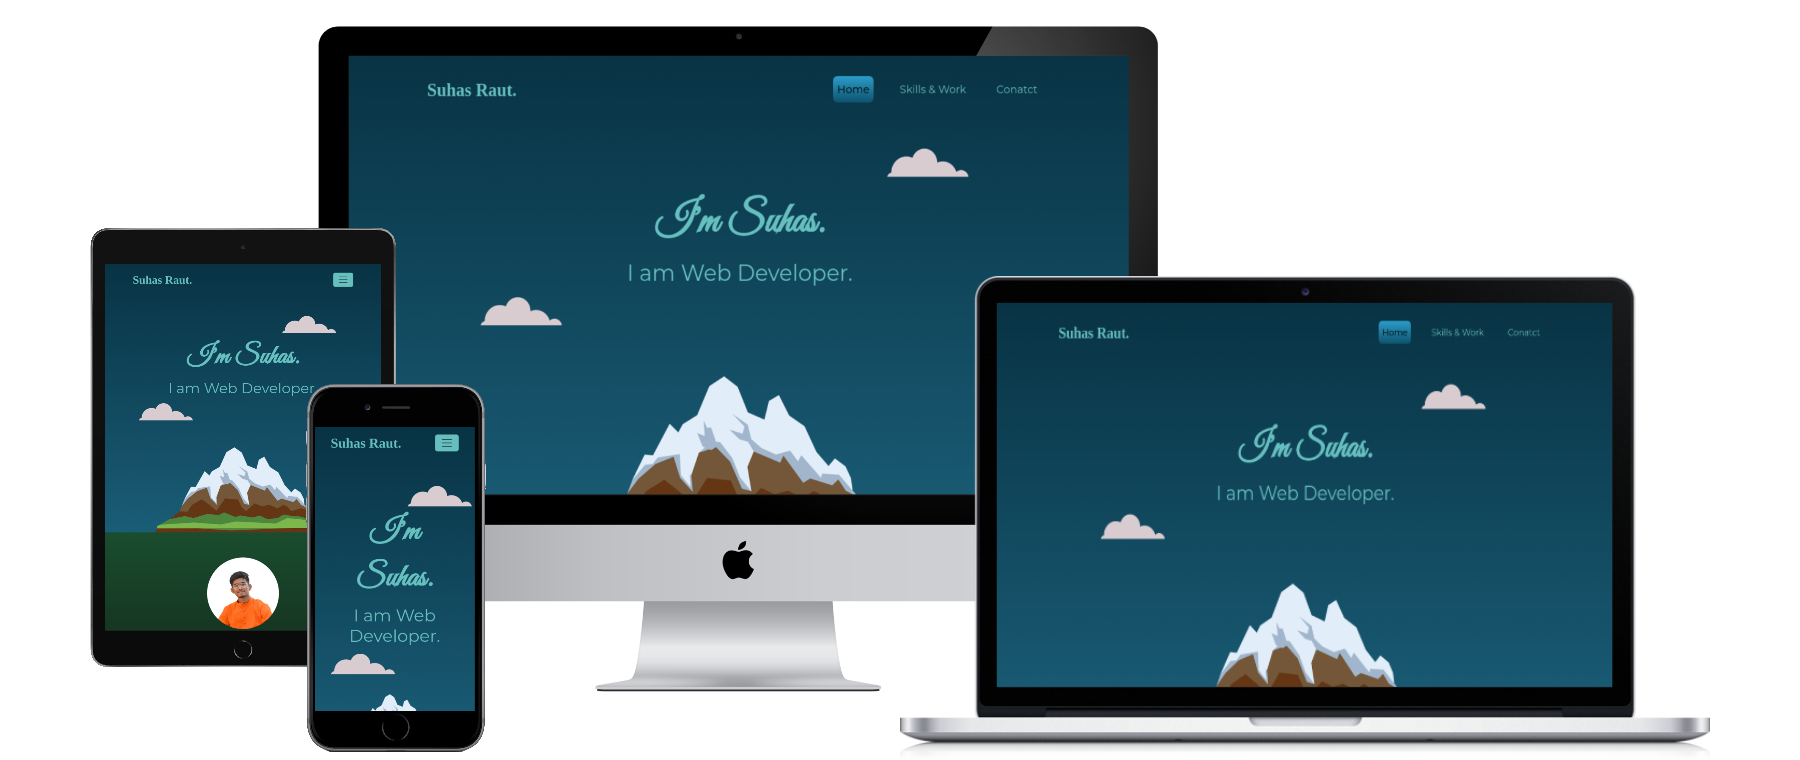 Suhas Raut.
Home Skills & Work Conatct
I'm Suhas.
I am Web Developer.
Suhas Raut.
I'm Suhas.
I am Web Developer
Suhas Raut.
I'm
Suhas.
I am Web
Developer.
Suhas Raut.
Home Skills & Work Conatct
I'm Suhas.
I am Web Developer.